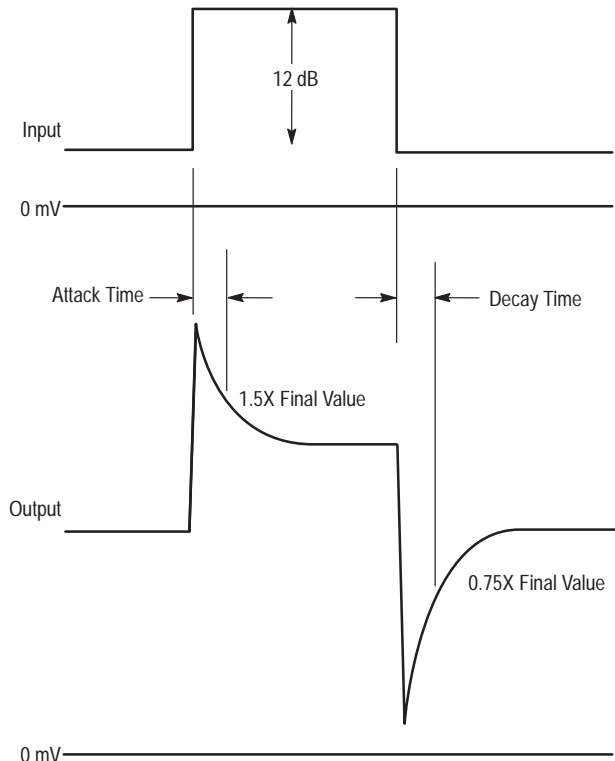 12 dB
Input
0 mV
Attack Time
Decay Time
1.5X Final Value
Output
0.75X Final Value
0 mV